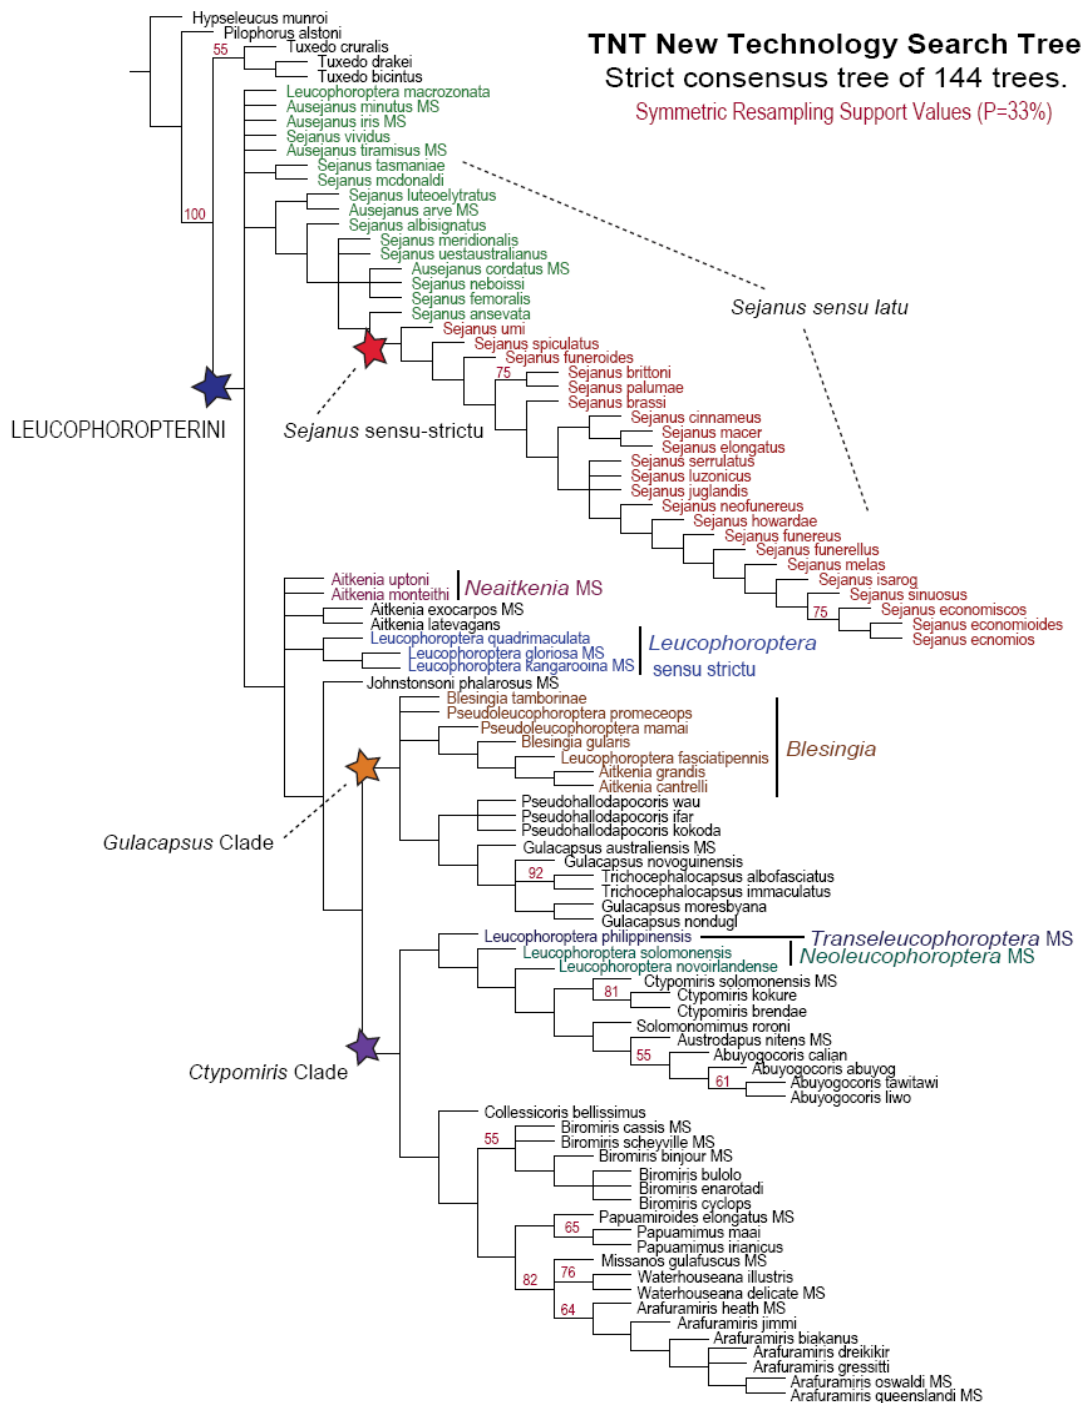 TNT New Technology Search Tree
Strict consensus tree of 144 trees.
Symmetric Resampling Support Values (P=33%)
Hypseleucus munroi
Pilophorus alstoni
55
Tuxedo cruralis
Tuxedo drakei
Tuxedo bicintus
Leucophoroptera macrozonata
Ausejanus minutus MS
Ausejanus iris MS
Sejanus vividus
Ausejanus tiramisus MS
Sejanus tasmaniae
Sejanus mcdonaldi
Sejanus luteoelytratus
Ausejanus arve MS
100
Sejanus albisignatus
Sejanus meridionalis
Sejanus uestaustralianus
Ausejanus cordatus MS
Sejanus neboissi
Sejanus femoralis
Sejanus sensu latu
Sejanus ansevata
Sejanus umi
Sejanus spiculatus
Sejanus funeroides
75
Sejanus brittoni
Sejanus palumae
Sejanus brassi
LEUCOPHOROPTERINI
Sejanus sensu-strictu
Sejanus cinnameus
Sejanus macer
Sejanus elongatus
Sejanus serrulatus
Sejanus luzonicus
Sejanus juglandis
Sejanus neofunereus
Sejanus howardae
Sejanus funereus
Sejanus funerellus
Sejanus melas
Sejanus isarog
Sejanus sinuosus
75
Sejanus economiscos
Sejanus economioides
Sejanus ecnomios
Aitkenia uptoni
Aitkenia monteithi
Neaitkenia MS
Aitkenia exocarpos MS
Aitkenia latevagans
Leucophoroptera quadrimaculata
Leucophoroptera gloriosa MS
Leucophoroptera kangarooina MS
Leucophoroptera
sensu strictu
Johnstonsoni phalarosus MS
Blesingia tamborinae
Pseudoleucophoroptera promeceops
Pseudoleucophoroptera mamai
Blesingia gularis
Leucophoroptera fasciatipennis
Aitkenia grandis
Aitkenia cantrelli
Blesingia
Gulacapsus Clade
Pseudohallodapocoris wau
Pseudohallodapocoris ifar
Pseudohallodapocoris kokoda
Gulacapsus australiensis MS
Gulacapsus novoguinensis
92
Trichocephalocapsus albofasciatus
Trichocephalocapsus immaculatus
Gulacapsus moresbyana
Gulacapsus nondugl
Leucophoroptera philippinensis
Transeleucophoroptera MS
Leucophoroptera solomonensis
Leucophoroptera novoirlandense
Neoleucophoroptera MS
Ctypomiris solomonensis MS
81
Ctypomiris kokure
Ctypomiris brendae
Solomonomimus roroni
Austrodapus nitens MS
55
Abuyogocoris calian
Abuyogocoris abuyog
61
Abuyogocoris tawitawi
Abuyogocoris liwo
Ctypomiris Clade
Collessicoris bellissimus
55
Biromiris cassis MS
Biromiris scheyville MS
Biromiris binjour MS
Biromiris bulolo
Biromiris enarotadi
Biromiris cyclops
Papuamiroides elongatus MS
65
Papuamimus maai
Papuamimus irianicus
Missanos gulafuscus MS
82
76
Waterhouseana illustris
Waterhouseana delicate MS
64
Arafuramiris heath MS
Arafuramiris jimmi
Arafuramiris biakanus
Arafuramiris dreikikir
Arafuramiris gressitti
Arafuramiris oswaldi MS
Arafuramiris queenslandi MS